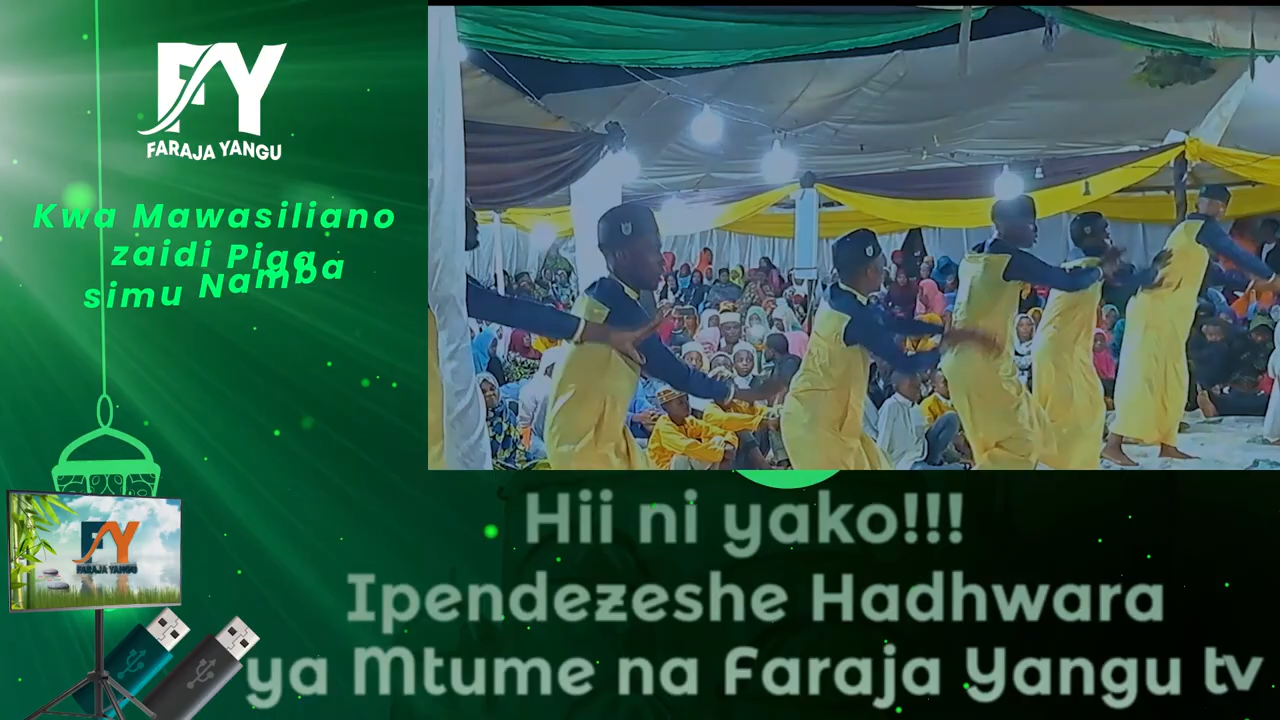 FY
FARAJA YANGU
Kwa Mawasiliano
zaidi Piga
simu Namba
FY
FARAJA YANGU
Hii ni yako!!!
Ipendezeshe Hadhwara
ya Mtume na Faraja Yangu tv